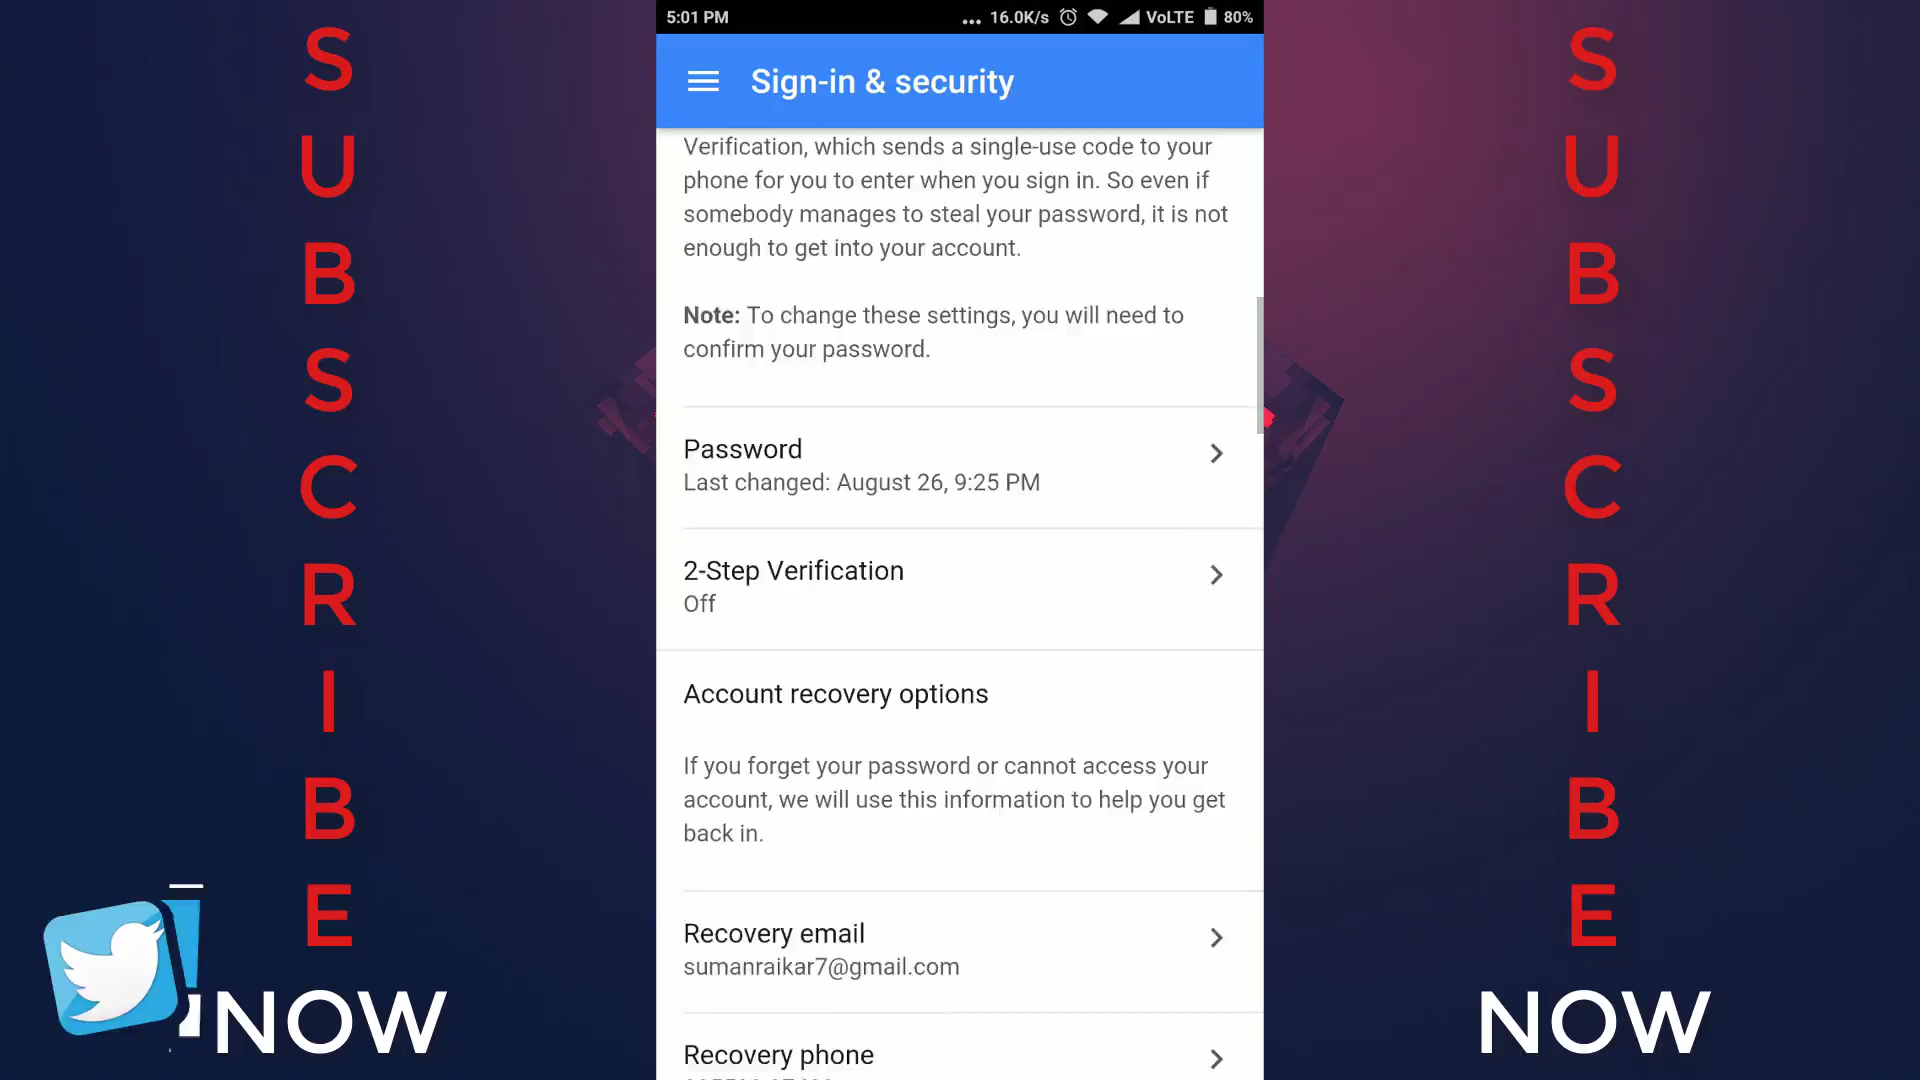 5:01 PM
... 16.0K/s VoLTE 80%
Sign-in & security
Verification, which sends a single-use code to your
phone for you to enter when you sign in. So even if
somebody manages to steal your password, it is not
enough to get into your account.
Note: To change these settings, you will need to
confirm your password.
Password
Last changed: August 26, 9:25 PM
2-Step Verification
Off
Account recovery options
If you forget your password or cannot access your
account, we will use this information to help you get
back in.
Recovery email
sumanraikar7@gmail.com
Recovery phone
SUBSCRIBE
NOW
SUBSCRIBE
NOW